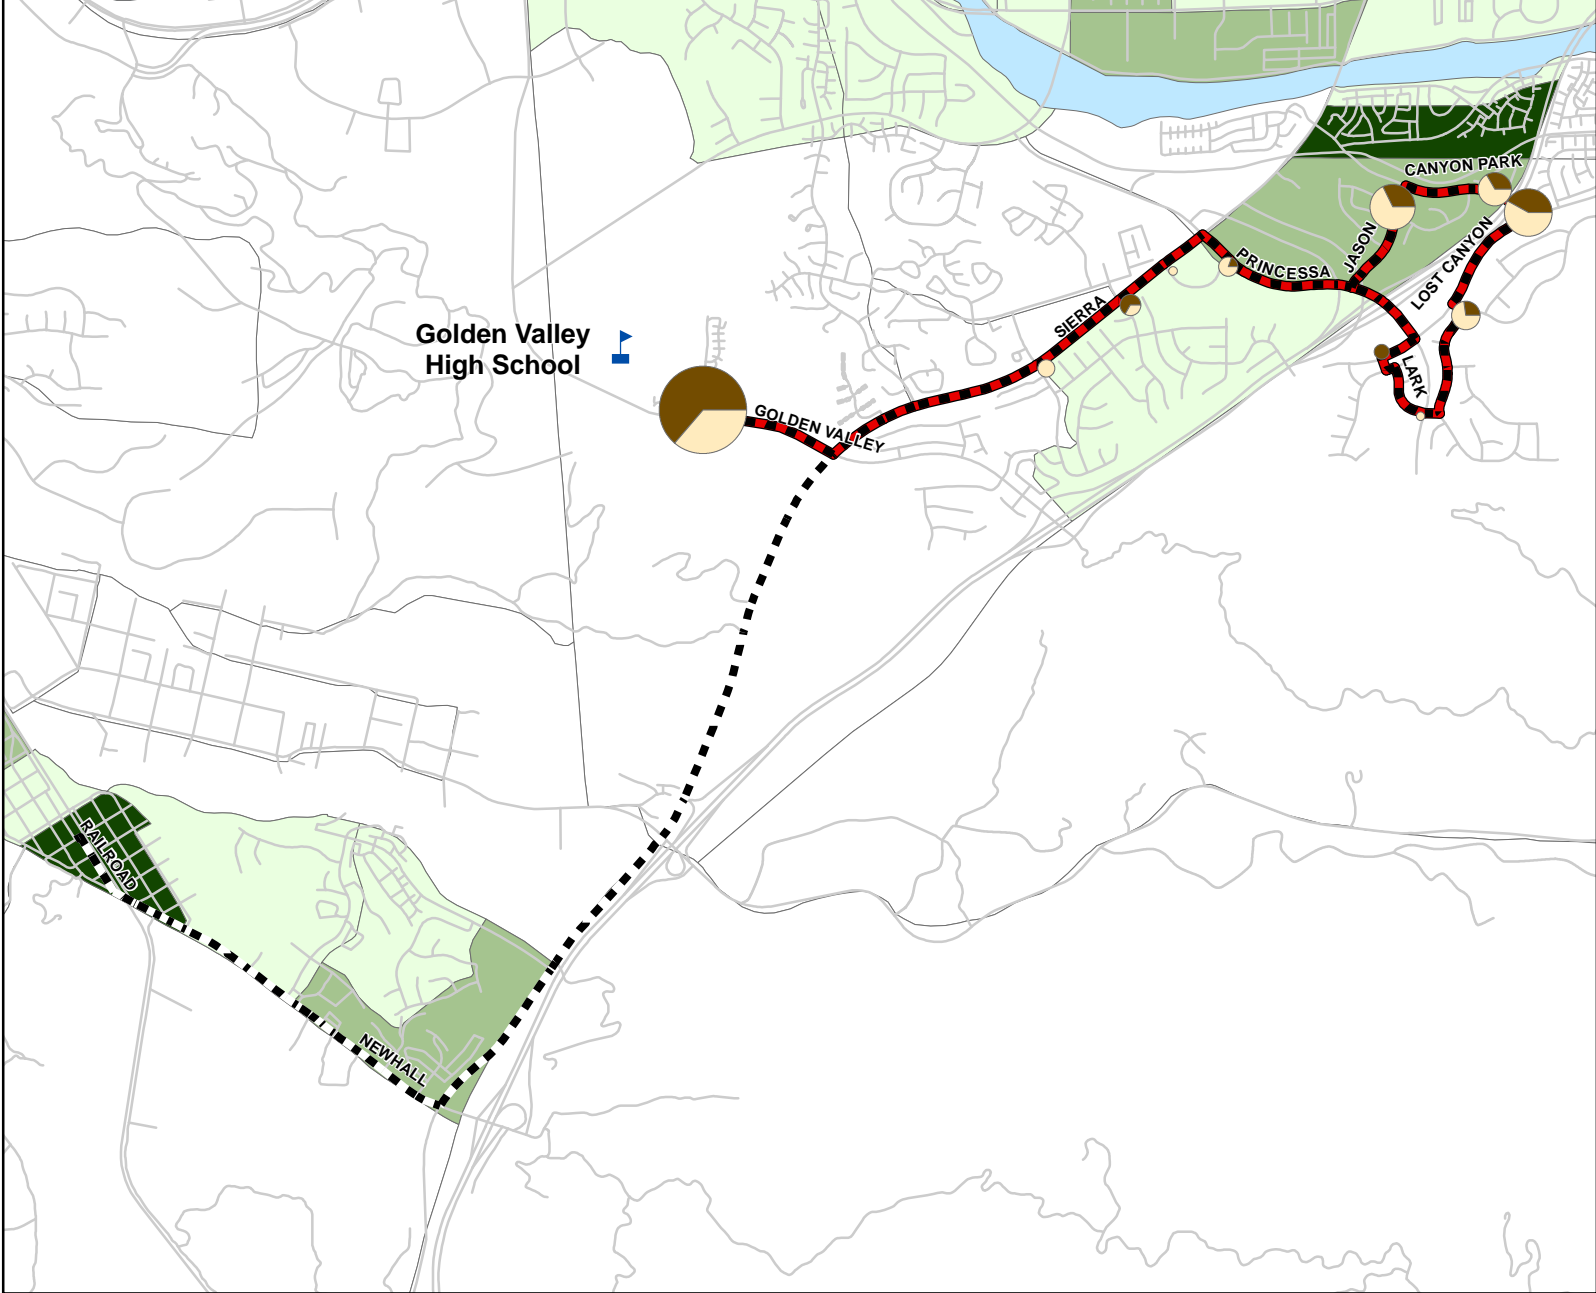 CANYON PARK
JASON
LOST CANYON
PRINCESSA
SIERRA
Golden Valley
High School
LARK
GOLDEN VALLEY
RAILROAD
NEWHALL